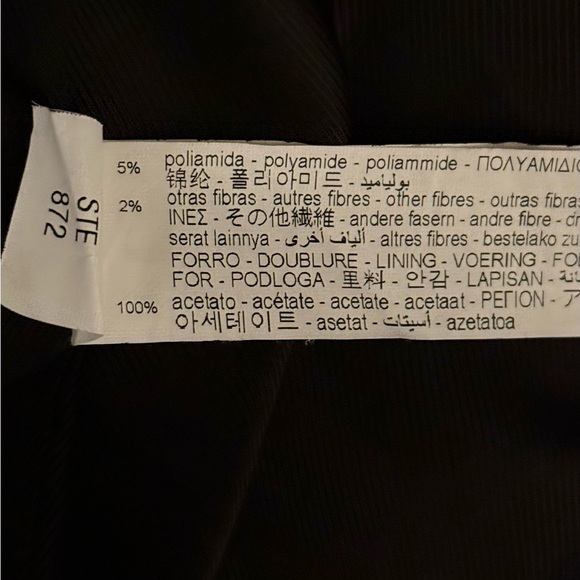 STE
872
5% poliamida - polyamide - poliammide - ΠΟΛΥΑΜΙΔΙΟ
锦纶 - 폴리아미드 - بولياميد
2% otras fibras - autres fibres - other fibres - outras fibras
ΙΝΕΣ - その他繊維 - andere fasern - andre fibre - dr
serat lainnya - ألياف أخرى - altres fibres - bestelako zu
FORRO - DOUBLURE - LINING - VOERING - FO
FOR - PODLOGA - 里料 - 안감 - LAPISAN -
100% acetato - acétate - acetate - acetaat - ΡΕΓΙΟΝ - ア
아세테이트 - asetat - أسيتات - azetatoa